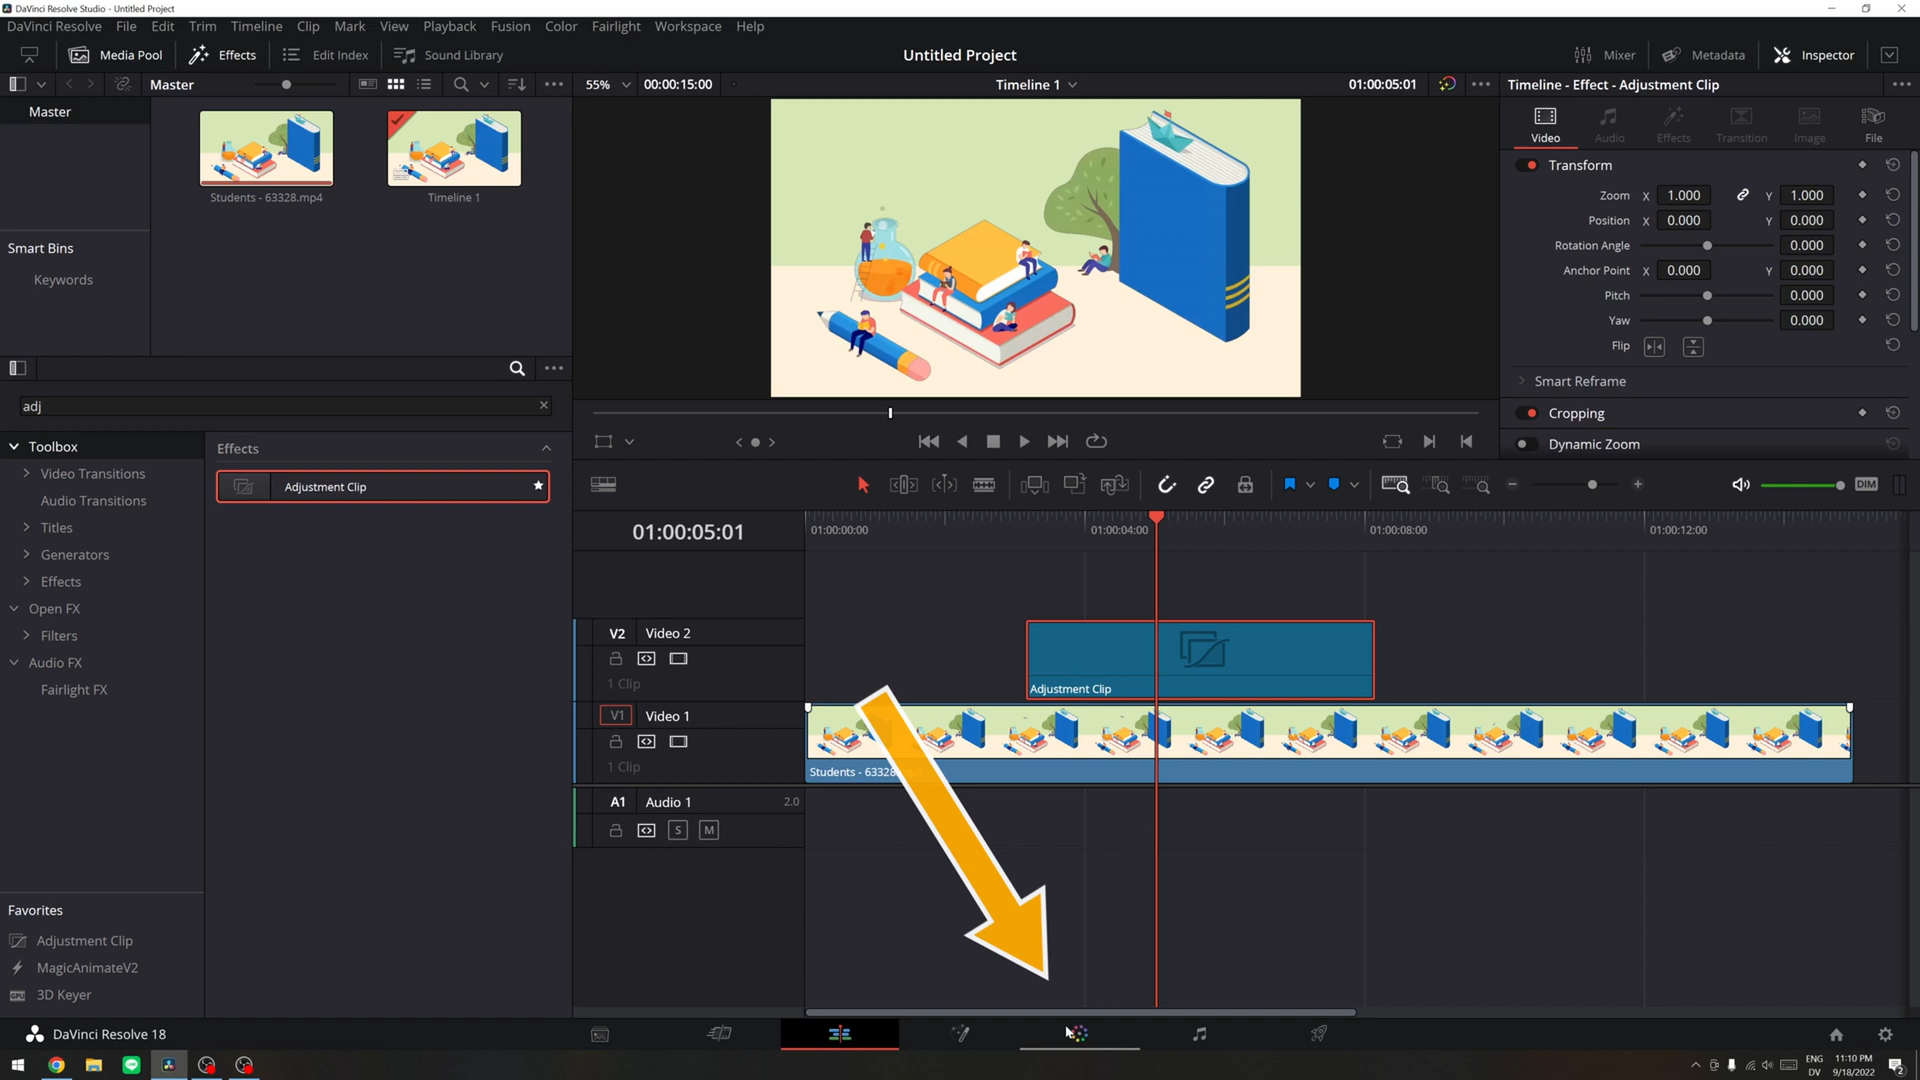 DaVinci Resolve Studio - Untitled Project
DaVinci Resolve File Edit Trim Timeline Clip Mark View Playback Fusion Color Fairlight Workspace Help
Media Pool Effects Edit Index Sound Library Untitled Project Mixer Metadata Inspector
Master 55% 00:00:15:00 Timeline 1 01:00:05:01 Timeline - Effect - Adjustment Clip
Master
Video Audio Effects Transition Image File
Students - 63328.mp4 Timeline 1
Transform
Zoom X 1.000 Y 1.000
Position X 0.000 Y 0.000
Rotation Angle 0.000
Anchor Point X 0.000 Y 0.000
Pitch 0.000
Yaw 0.000
Flip
Smart Reframe
Cropping
Dynamic Zoom
Smart Bins
Keywords
adj
Toolbox
Video Transitions
Audio Transitions
Titles
Generators
Effects
Open FX
Filters
Audio FX
Fairlight FX
Effects
Adjustment Clip
DIM
01:00:05:01 01:00:00:00 01:00:04:00 01:00:08:00 01:00:12:00
V2 Video 2
1 Clip
Adjustment Clip
V1 Video 1
1 Clip
Students - 63328
A1 Audio 1 2.0
S M
Favorites
Adjustment Clip
MagicAnimateV2
3D Keyer
DaVinci Resolve 18
ENG
DV
11:10 PM
9/18/2022
2